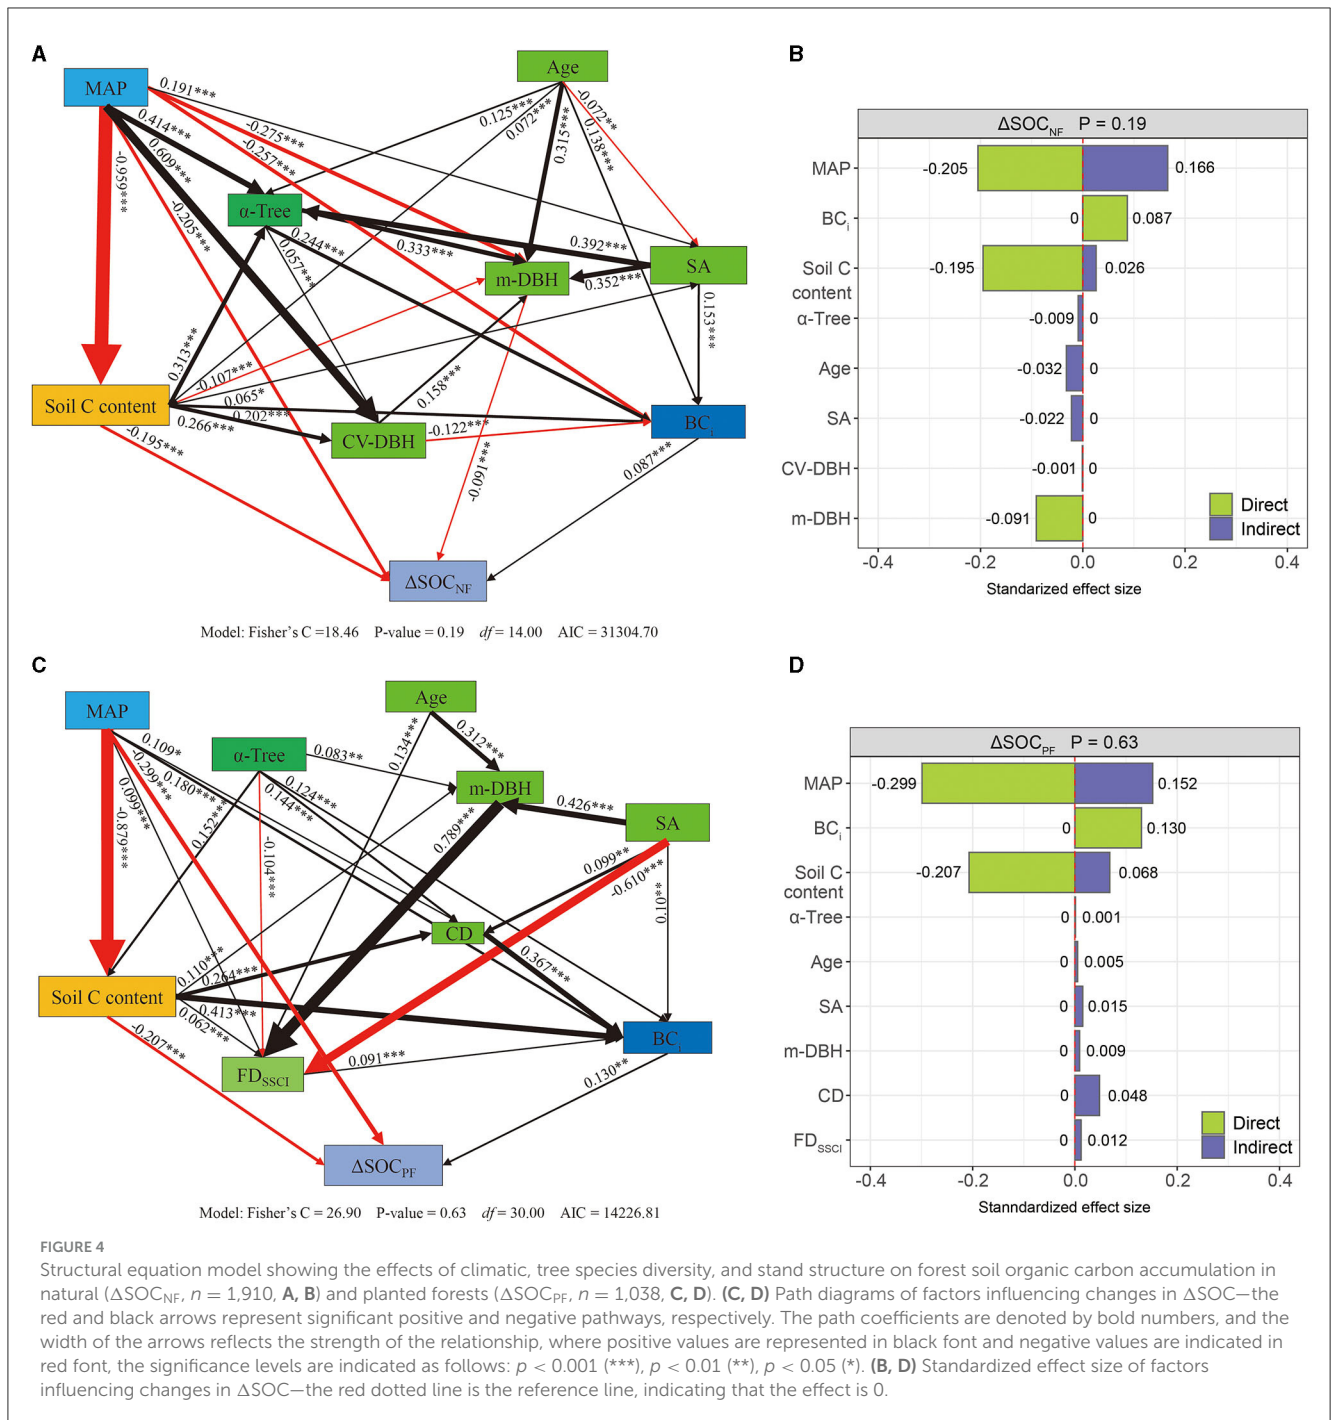 A
MAP
Age
α-Tree
m-DBH
SA
Soil C content
CV-DBH
BCi
ΔSOCNF
0.191***
0.414***
0.609***
-0.959***
-0.205***
-0.275***
-0.257***
0.125***
0.072***
0.315***
-0.072**
0.138***
0.244***
0.057**
0.333***
0.392***
0.352***
0.153***
0.313***
-0.107***
0.065*
0.202***
0.266***
-0.195***
0.158***
-0.122***
-0.091***
0.087***
Model: Fisher's C =18.46 P-value = 0.19 df = 14.00 AIC = 31304.70
B
ΔSOCNF P = 0.19
MAP -0.205 0.166
BCi 0 0.087
Soil C content -0.195 0.026
α-Tree -0.009 0
Age -0.032 0
SA -0.022 0
CV-DBH -0.001 0
m-DBH -0.091 0
Direct
Indirect
-0.4 -0.2 0.0 0.2 0.4
Standarized effect size
C
MAP
Age
α-Tree
m-DBH
SA
CD
Soil C content
FDSSCI
BCi
ΔSOCPF
0.109*
0.180****
-0.299***
0.099***
-0.879***
0.152***
0.083**
0.124***
0.144***
-0.104***
0.134***
0.312***
0.426***
0.789***
0.099**
-0.610***
0.010**
0.110***
0.264***
0.413***
0.062***
-0.207***
0.367***
0.091***
0.130**
Model: Fisher's C = 26.90 P-value = 0.63 df = 30.00 AIC = 14226.81
D
ΔSOCPF P = 0.63
MAP -0.299 0.152
BCi 0 0.130
Soil C content -0.207 0.068
α-Tree 0 0.001
Age 0 0.005
SA 0 0.015
m-DBH 0 0.009
CD 0 0.048
FDSSCI 0 0.012
Direct
Indirect
-0.4 -0.2 0.0 0.2 0.4
Stanndardized effect size
FIGURE 4
Structural equation model showing the effects of climatic, tree species diversity, and stand structure on forest soil organic carbon accumulation in
natural (ΔSOCNF, n = 1,910, A, B) and planted forests (ΔSOCPF, n = 1,038, C, D). (C, D) Path diagrams of factors influencing changes in ΔSOC—the
red and black arrows represent significant positive and negative pathways, respectively. The path coefficients are denoted by bold numbers, and the
width of the arrows reflects the strength of the relationship, where positive values are represented in black font and negative values are indicated in
red font, the significance levels are indicated as follows: p < 0.001 (***), p < 0.01 (**), p < 0.05 (*). (B, D) Standardized effect size of factors
influencing changes in ΔSOC—the red dotted line is the reference line, indicating that the effect is 0.